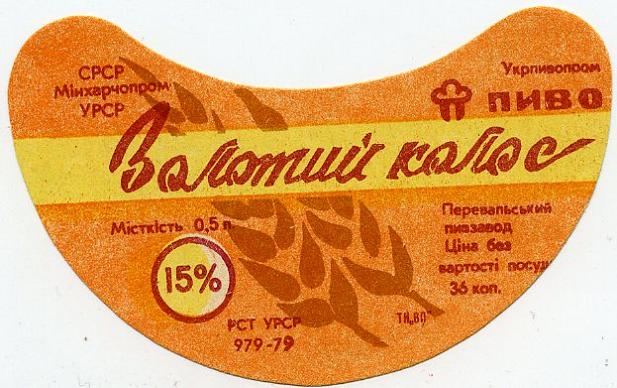 СРСР
Мінхарчопром
УРСР
Укрпивопром
ПИВО
Золотий колос
Місткість 0,5 л.
15%
РСТ УРСР
979-79
Перевальський
пивзавод
Ціна без
вартості посуд
36 коп.